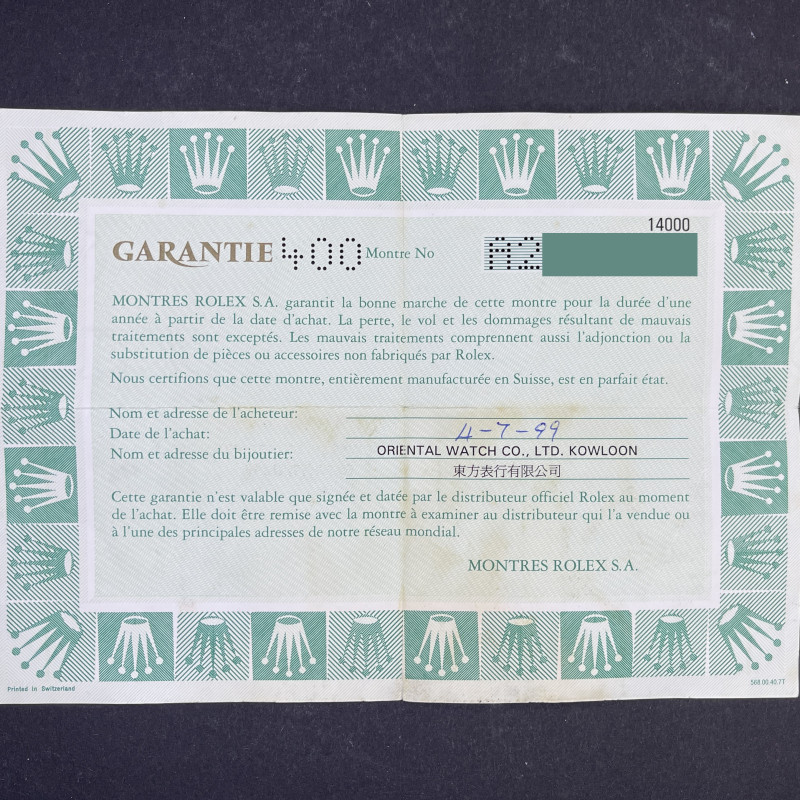 14000
GARANTIE 400 Montre No A2
MONTRES ROLEX S.A. garantit la bonne marche de cette montre pour la durée d'une
année à partir de la date d'achat. La perte, le vol et les dommages résultant de mauvais
traitements sont exceptés. Les mauvais traitements comprennent aussi l'adjonction ou la
substitution de pièces ou accessoires non fabriqués par Rolex.
Nous certifions que cette montre, entièrement manufacturée en Suisse, est en parfait état.
Nom et adresse de l'acheteur:
Date de l'achat: 4-7-99
Nom et adresse du bijoutier: ORIENTAL WATCH CO., LTD. KOWLOON
東方表行有限公司
Cette garantie n'est valable que signée et datée par le distributeur officiel Rolex au moment
de l'achat. Elle doit être remise avec la montre à examiner au distributeur qui l'a vendue ou
à l'une des principales adresses de notre réseau mondial.
MONTRES ROLEX S.A.
Printed in Switzerland
568.00.40.7T